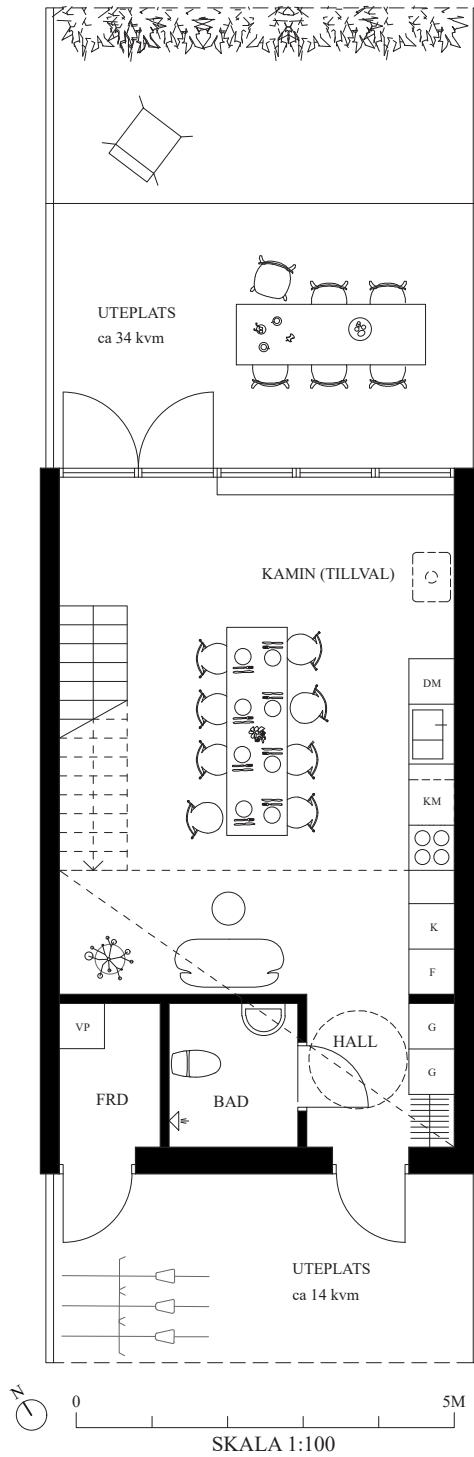 UTEPLATS
ca 34 kvm
KAMIN (TILLVAL)
DM
KM
K
F
VP
HALL
G
G
FRD
BAD
UTEPLATS
ca 14 kvm
N
0
5M
SKALA 1:100